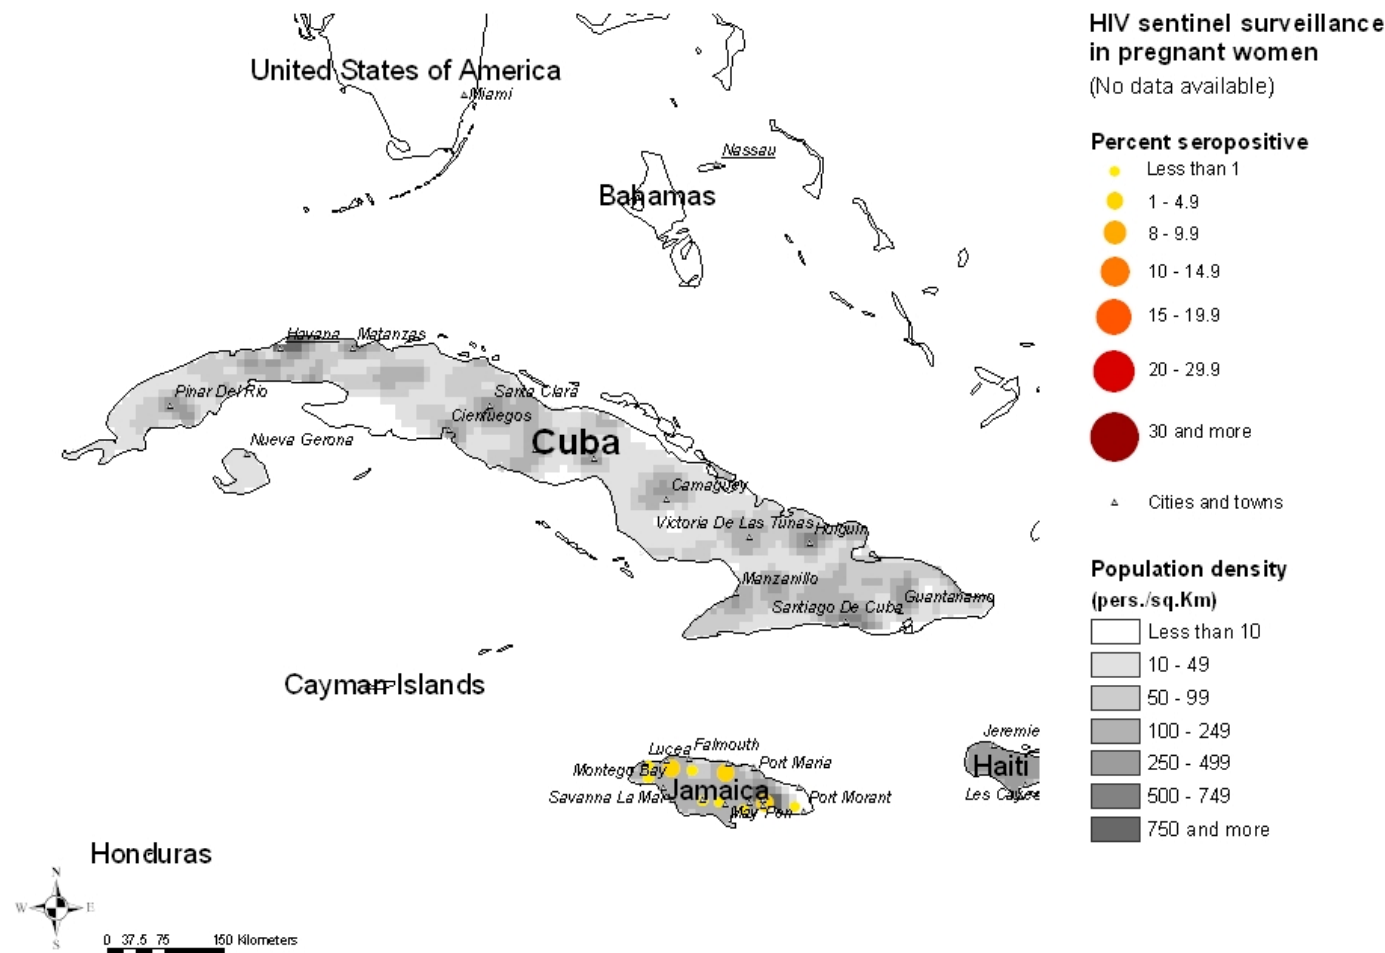 HIV sentinel surveillance
in pregnant women
(No data available)
United States of America
Miami
Percent seropositive
Less than 1
1 - 4.9
8 - 9.9
10 - 14.9
15 - 19.9
20 - 29.9
30 and more
Cities and towns
Nassau
Bahamas
Havana
Matanzas
Pinar Del Rio
Santa Clara
Cienfuegos
Nueva Gerona
Cuba
Camaguey
Victoria De Las Tunas
Holguin
Manzanillo
Santiago De Cuba
Guantanamo
Population density
(pers./sq.Km)
Less than 10
10 - 49
50 - 99
100 - 249
250 - 499
500 - 749
750 and more
Cayman Islands
Lucea
Falmouth
Montego Bay
Port Maria
Jamaica
Savanna La Mar
Port Morant
May Pen
Jeremie
Haiti
Honduras
N
W
E
S
0 37.5 75 150 Kilometers